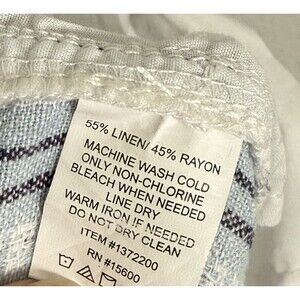 55% LINEN/ 45% RAYON
MACHINE WASH COLD
ONLY NON-CHLORINE
BLEACH WHEN NEEDED
LINE DRY
WARM IRON IF NEEDED
DO NOT DRY CLEAN
ITEM #1372200
RN #15600